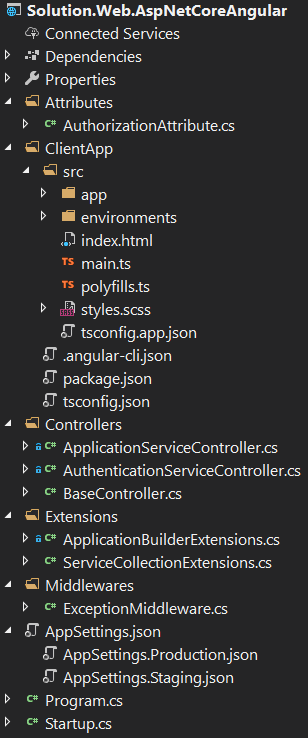 Solution.Web.AspNetCoreAngular
Connected Services
Dependencies
Properties
Attributes
C# AuthorizationAttribute.cs
ClientApp
src
app
environments
index.html
TS main.ts
TS polyfills.ts
styles.scss
tsconfig.app.json
.angular-cli.json
package.json
tsconfig.json
Controllers
C# ApplicationServiceController.cs
C# AuthenticationServiceController.cs
C# BaseController.cs
Extensions
C# ApplicationBuilderExtensions.cs
C# ServiceCollectionExtensions.cs
Middlewares
C# ExceptionMiddleware.cs
AppSettings.json
AppSettings.Production.json
AppSettings.Staging.json
C# Program.cs
C# Startup.cs